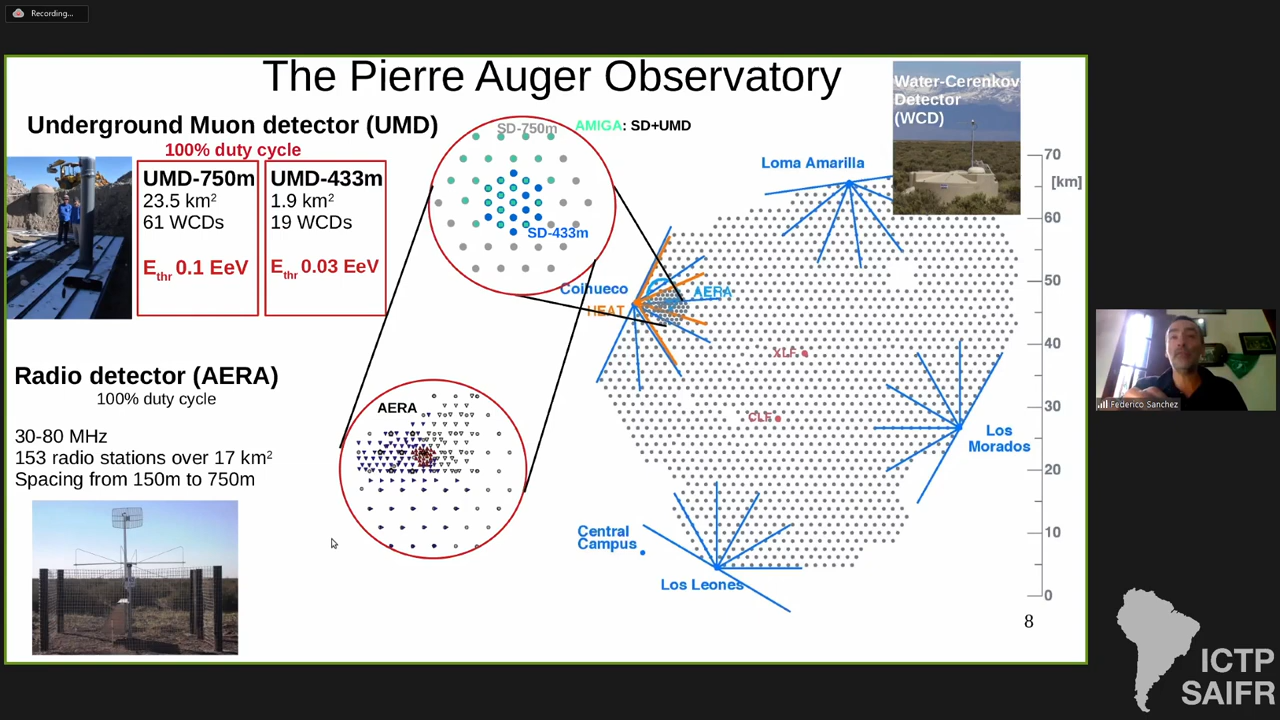 Recording...
The Pierre Auger Observatory
Underground Muon detector (UMD)
100% duty cycle
UMD-750m
23.5 km²
61 WCDs
Ethr 0.1 EeV
UMD-433m
1.9 km²
19 WCDs
Ethr 0.03 EeV
SD-750m
AMIGA: SD+UMD
SD-433m
Water-Cerenkov
Detector
(WCD)
Loma Amarilla
70
[km]
60
50
40
30
20
10
0
Coihueco
HEAT
AERA
XLF
CLF
Los
Morados
Central
Campus
Los Leones
Radio detector (AERA)
100% duty cycle
30-80 MHz
153 radio stations over 17 km²
Spacing from 150m to 750m
AERA
8
Federico Sanchez
ICTP
SAIFR